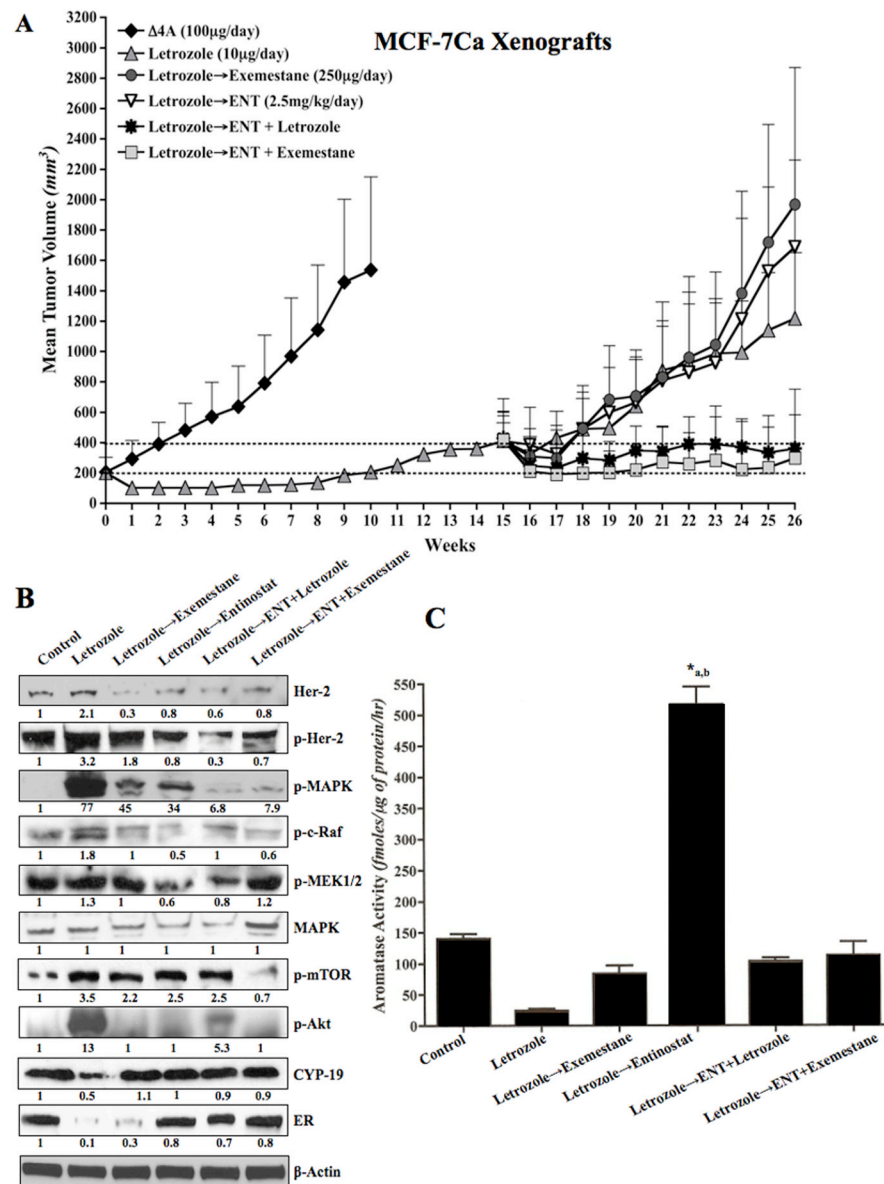 A
MCF-7Ca Xenografts
Δ4A (100μg/day)
Letrozole (10μg/day)
Letrozole→Exemestane (250μg/day)
Letrozole→ENT (2.5mg/kg/day)
Letrozole→ENT + Letrozole
Letrozole→ENT + Exemestane
Mean Tumor Volume (mm³)
3200
3000
2800
2600
2400
2200
2000
1800
1600
1400
1200
1000
800
600
400
200
0
0 1 2 3 4 5 6 7 8 9 10 11 12 13 14 15 16 17 18 19 20 21 22 23 24 25 26
Weeks
B
Control
Letrozole
Letrozole→Exemestane
Letrozole→Entinostat
Letrozole→ENT+Letrozole
Letrozole→ENT+Exemestane
Her-2
1 2.1 0.3 0.8 0.6 0.8
p-Her-2
1 3.2 1.8 0.8 0.3 0.7
p-MAPK
1 77 45 34 6.8 7.9
p-c-Raf
1 1.8 1 0.5 1 0.6
p-MEK1/2
1 1.3 1 0.6 0.8 1.2
MAPK
1 1 1 1 1 1
p-mTOR
1 3.5 2.2 2.5 2.5 0.7
p-Akt
1 13 1 1 5.3 1
CYP-19
1 0.5 1.1 1 0.9 0.9
ER
1 0.1 0.3 0.8 0.7 0.8
β-Actin
C
*a,b
Aromatase Activity (fmoles/μg of protein/hr)
550
500
450
400
350
300
250
200
150
100
50
0
Control
Letrozole
Letrozole→Exemestane
Letrozole→Entinostat
Letrozole→ENT+Letrozole
Letrozole→ENT+Exemestane